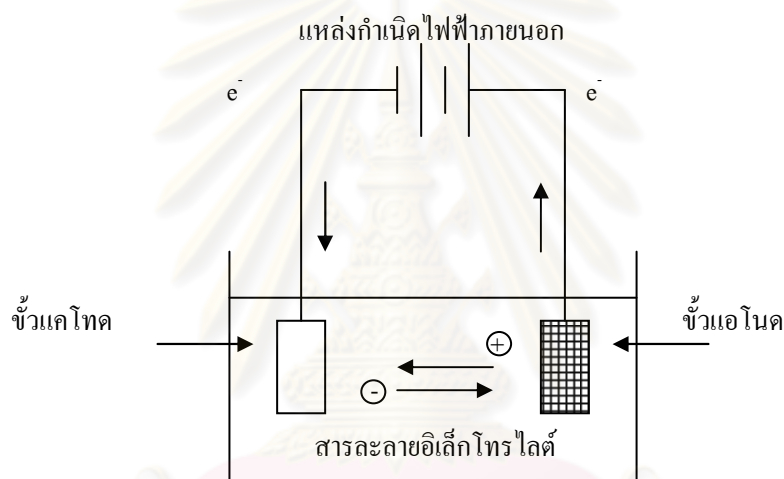 แหล่งกำเนิดไฟฟ้าภายนอก
e⁻ e⁻
ขั้วแคโทด ขั้วแอโนด
+
-
สารละลายอิเล็กโทรไลต์